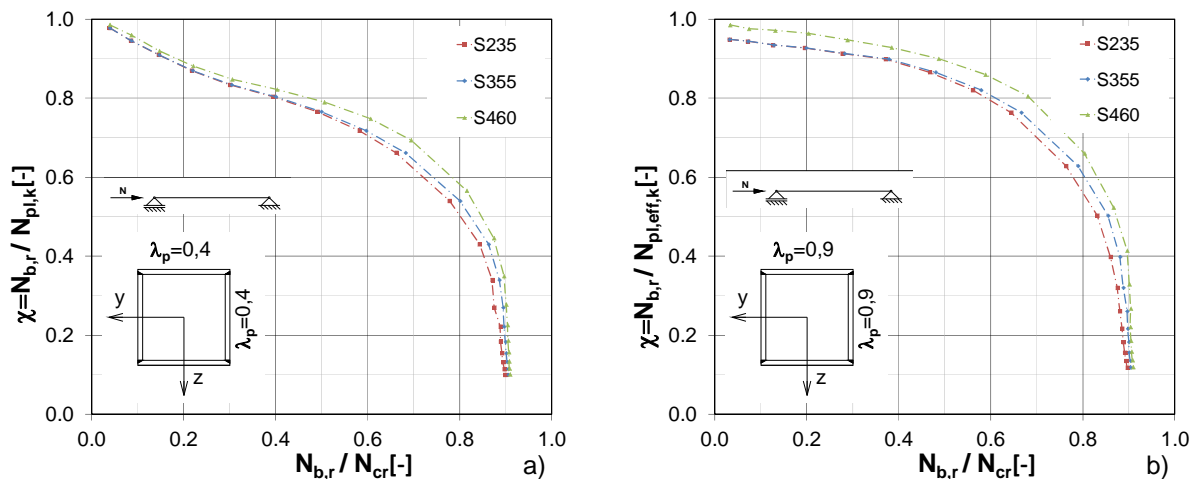 1.0
0.8
0.6
0.4
0.2
0.0
χ=N_b,r / N_pl,k[-]
S235
S355
S460
N
λ_p=0,4
λ_p=0,4
y
z
0.0 0.2 0.4 0.6 0.8 1.0
N_b,r / N_cr[-]
a)
1.0
0.8
0.6
0.4
0.2
0.0
χ=N_b,r / N_pl,eff,k[-]
S235
S355
S460
N
λ_p=0,9
λ_p=0,9
y
z
0.0 0.2 0.4 0.6 0.8 1.0
N_b,r / N_cr[-]
b)